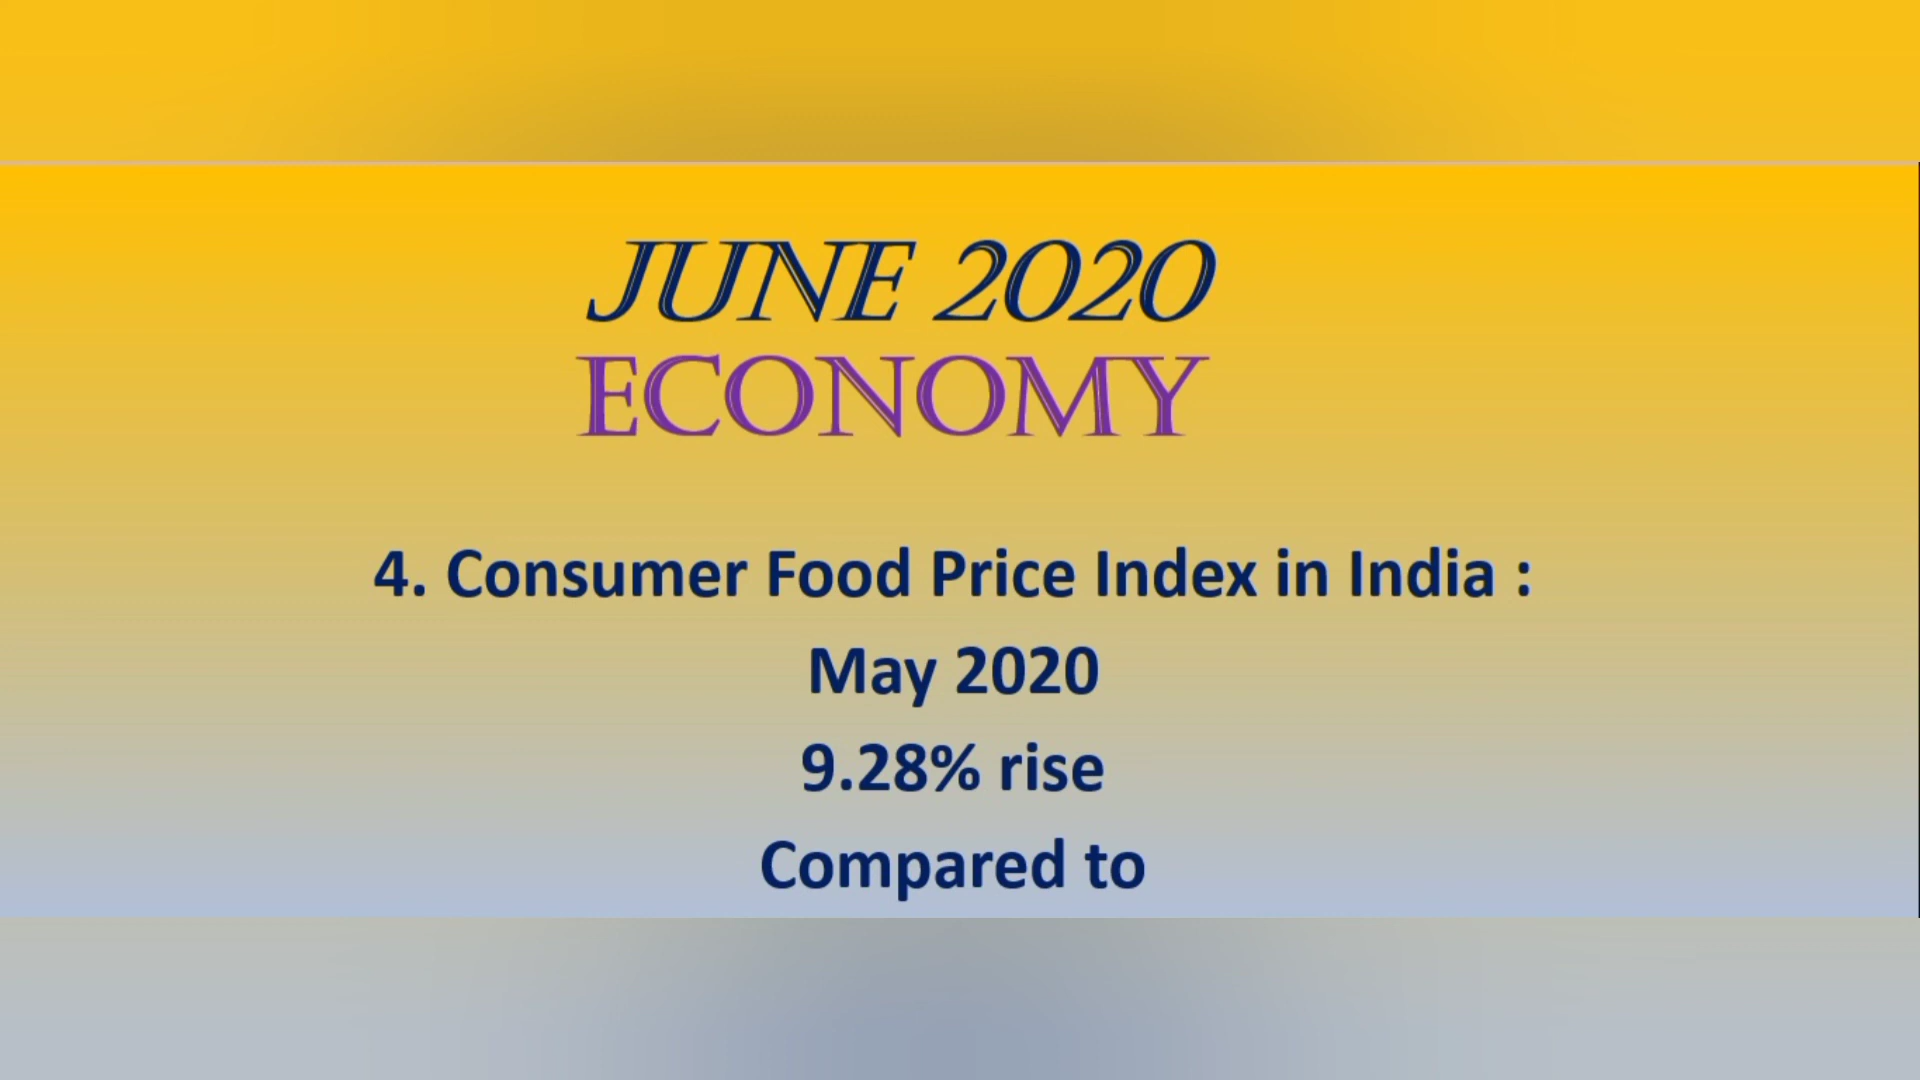 JUNE 2020
ECONOMY
4. Consumer Food Price Index in India :
May 2020
9.28% rise
Compared to